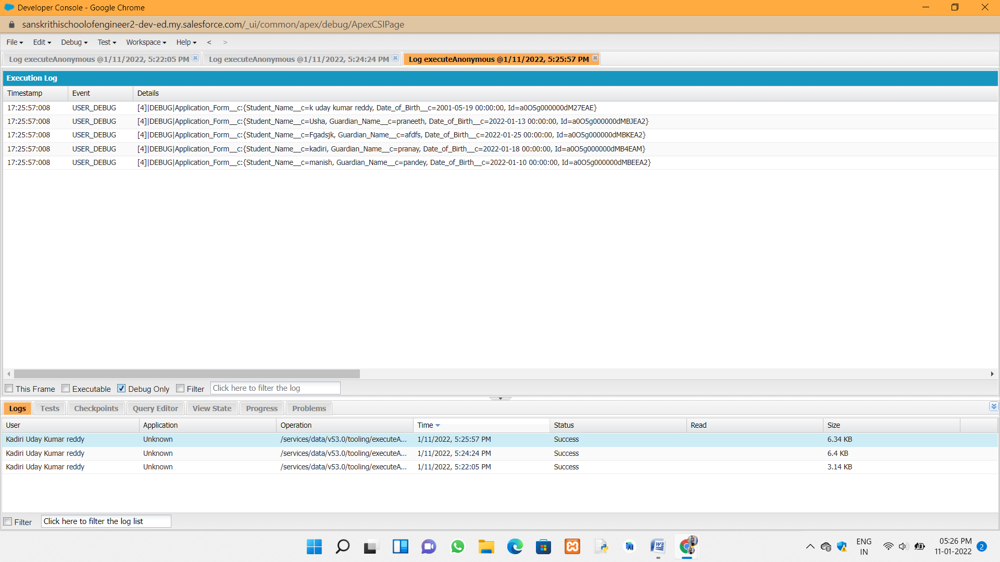 Developer Console - Google Chrome
sanskrithischoolofengineer2-dev-ed.my.salesforce.com/_ui/common/apex/debug/ApexCSIPage
File Edit Debug Test Workspace Help < >
Log executeAnonymous @1/11/2022, 5:22:05 PM Log executeAnonymous @1/11/2022, 5:24:24 PM Log executeAnonymous @1/11/2022, 5:25:57 PM
Execution Log
Timestamp Event Details
17:25:57:008 USER_DEBUG [4]|DEBUG|Application_Form__c:{Student_Name__c=k uday kumar reddy, Date_of_Birth__c=2001-05-19 00:00:00, Id=a0O5g000000dM27EAE}
17:25:57:008 USER_DEBUG [4]|DEBUG|Application_Form__c:{Student_Name__c=Usha, Guardian_Name__c=praneeth, Date_of_Birth__c=2022-01-13 00:00:00, Id=a0O5g000000dMBJEA2}
17:25:57:008 USER_DEBUG [4]|DEBUG|Application_Form__c:{Student_Name__c=Fgadsjk, Guardian_Name__c=afdfs, Date_of_Birth__c=2022-01-25 00:00:00, Id=a0O5g000000dMBKEA2}
17:25:57:008 USER_DEBUG [4]|DEBUG|Application_Form__c:{Student_Name__c=kadiri, Guardian_Name__c=pranay, Date_of_Birth__c=2022-01-18 00:00:00, Id=a0O5g000000dMB4EAM}
17:25:57:008 USER_DEBUG [4]|DEBUG|Application_Form__c:{Student_Name__c=manish, Guardian_Name__c=pandey, Date_of_Birth__c=2022-01-10 00:00:00, Id=a0O5g000000dMBEEA2}
This Frame Executable Debug Only Filter Click here to filter the log
Logs Tests Checkpoints Query Editor View State Progress Problems
User Application Operation Time Status Read Size
Kadiri Uday Kumar reddy Unknown /services/data/v53.0/tooling/executeA... 1/11/2022, 5:25:57 PM Success 6.34 KB
Kadiri Uday Kumar reddy Unknown /services/data/v53.0/tooling/executeA... 1/11/2022, 5:24:24 PM Success 6.4 KB
Kadiri Uday Kumar reddy Unknown /services/data/v53.0/tooling/executeA... 1/11/2022, 5:22:05 PM Success 3.14 KB
Filter Click here to filter the log list
ENG 05:26 PM
IN 11-01-2022 2